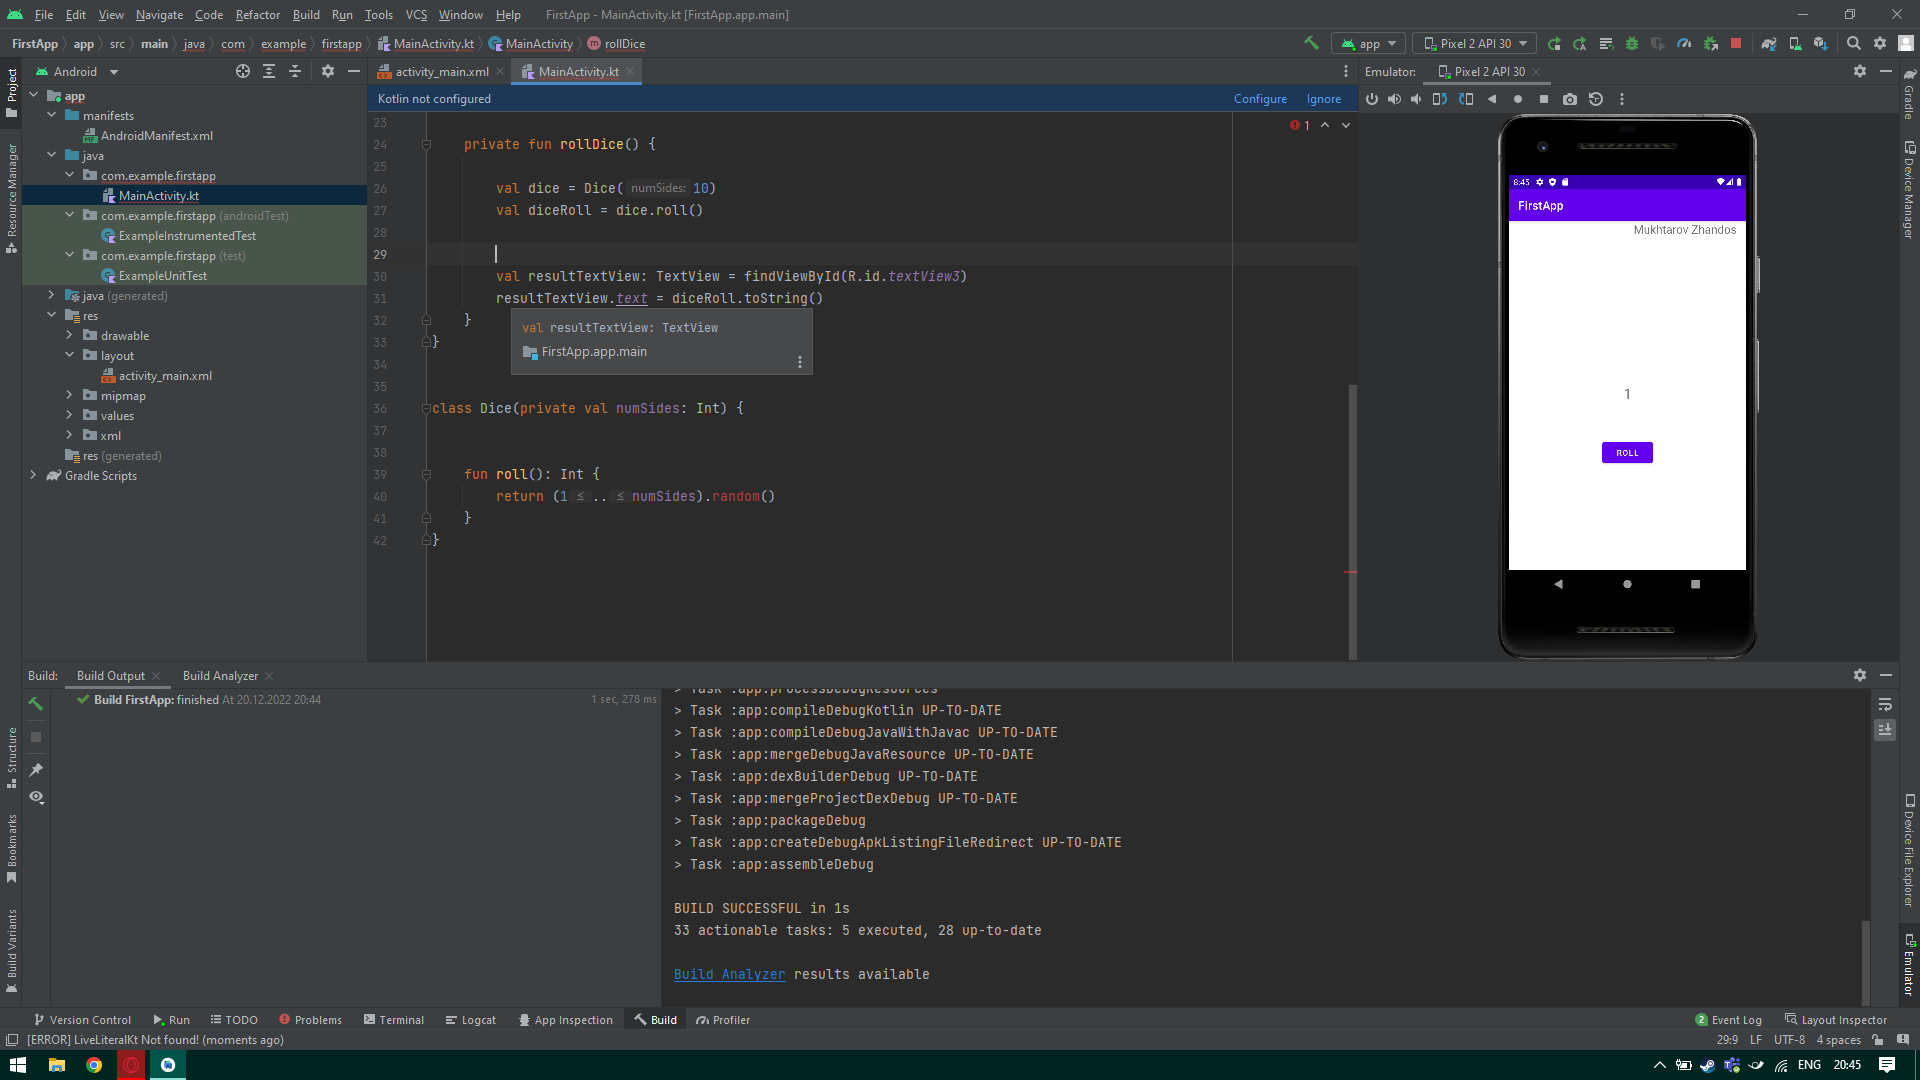 File Edit View Navigate Code Refactor Build Run Tools VCS Window Help FirstApp - MainActivity.kt [FirstApp.app.main]
FirstApp app src main java com example firstapp MainActivity.kt MainActivity rollDice app Pixel 2 API 30
Android activity_main.xml MainActivity.kt Emulator: Pixel 2 API 30
Kotlin not configured Configure Ignore
Project
Resource Manager
Structure
Bookmarks
Build Variants
app
manifests
AndroidManifest.xml
java
com.example.firstapp
MainActivity.kt
com.example.firstapp (androidTest)
ExampleInstrumentedTest
com.example.firstapp (test)
ExampleUnitTest
java (generated)
res
drawable
layout
activity_main.xml
mipmap
values
xml
res (generated)
Gradle Scripts
1
23
24 private fun rollDice() {
25
26 val dice = Dice( numSides: 10)
27 val diceRoll = dice.roll()
28
29
30 val resultTextView: TextView = findViewById(R.id.textView3)
31 resultTextView.text = diceRoll.toString()
32 }
33 }
34
35
36 class Dice(private val numSides: Int) {
37
38
39 fun roll(): Int {
40 return (1 ≤ .. ≤ numSides).random()
41 }
42 }
val resultTextView: TextView
FirstApp.app.main
8:45
FirstApp
Mukhtarov Zhandos
1
ROLL
Gradle
Device Manager
Device File Explorer
Emulator
Build: Build Output Build Analyzer
Build FirstApp: finished At 20.12.2022 20:44 1 sec, 278 ms
> Task :app:processDebugResources
> Task :app:compileDebugKotlin UP-TO-DATE
> Task :app:compileDebugJavaWithJavac UP-TO-DATE
> Task :app:mergeDebugJavaResource UP-TO-DATE
> Task :app:dexBuilderDebug UP-TO-DATE
> Task :app:mergeProjectDexDebug UP-TO-DATE
> Task :app:packageDebug
> Task :app:createDebugApkListingFileRedirect UP-TO-DATE
> Task :app:assembleDebug
BUILD SUCCESSFUL in 1s
33 actionable tasks: 5 executed, 28 up-to-date
Build Analyzer results available
Version Control Run TODO Problems Terminal Logcat App Inspection Build Profiler 2 Event Log Layout Inspector
[ERROR] LiveLiteralKt Not found! (moments ago) 29:9 LF UTF-8 4 spaces
ENG 20:45